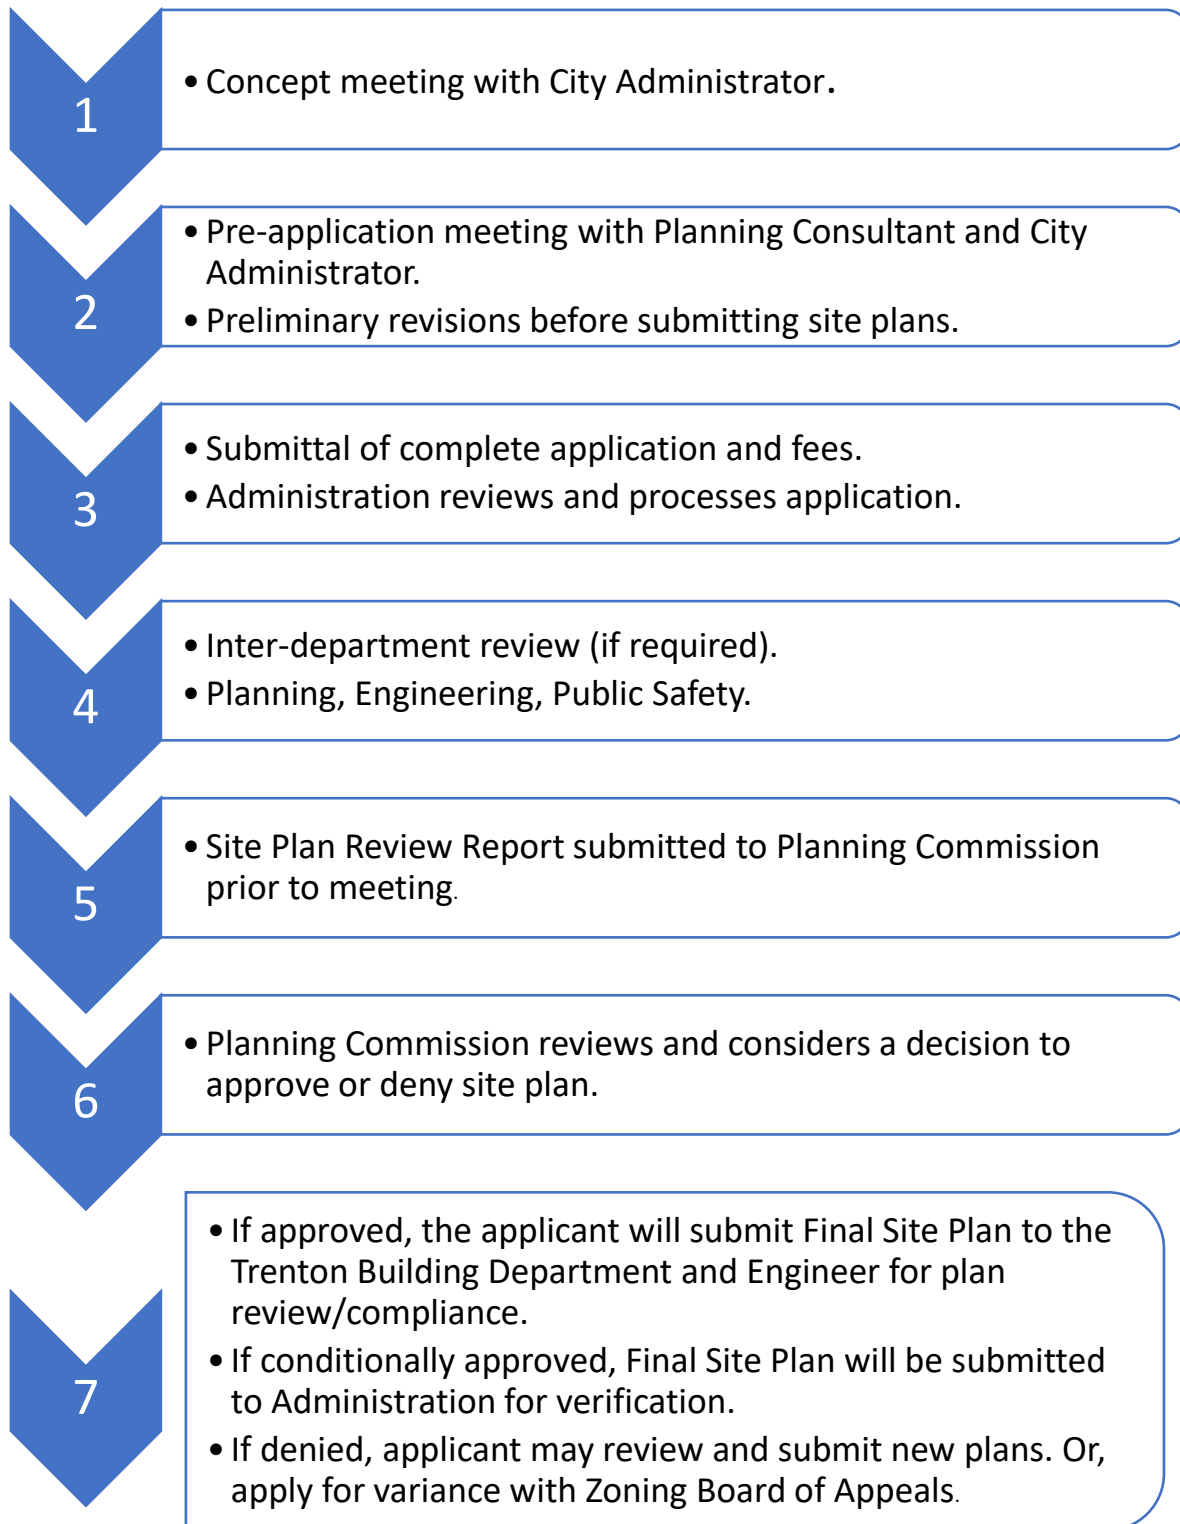 1
• Concept meeting with City Administrator.
2
• Pre-application meeting with Planning Consultant and City
Administrator.
• Preliminary revisions before submitting site plans.
3
• Submittal of complete application and fees.
• Administration reviews and processes application.
4
• Inter-department review (if required).
• Planning, Engineering, Public Safety.
5
• Site Plan Review Report submitted to Planning Commission
prior to meeting.
6
• Planning Commission reviews and considers a decision to
approve or deny site plan.
7
• If approved, the applicant will submit Final Site Plan to the
Trenton Building Department and Engineer for plan
review/compliance.
• If conditionally approved, Final Site Plan will be submitted
to Administration for verification.
• If denied, applicant may review and submit new plans. Or,
apply for variance with Zoning Board of Appeals.